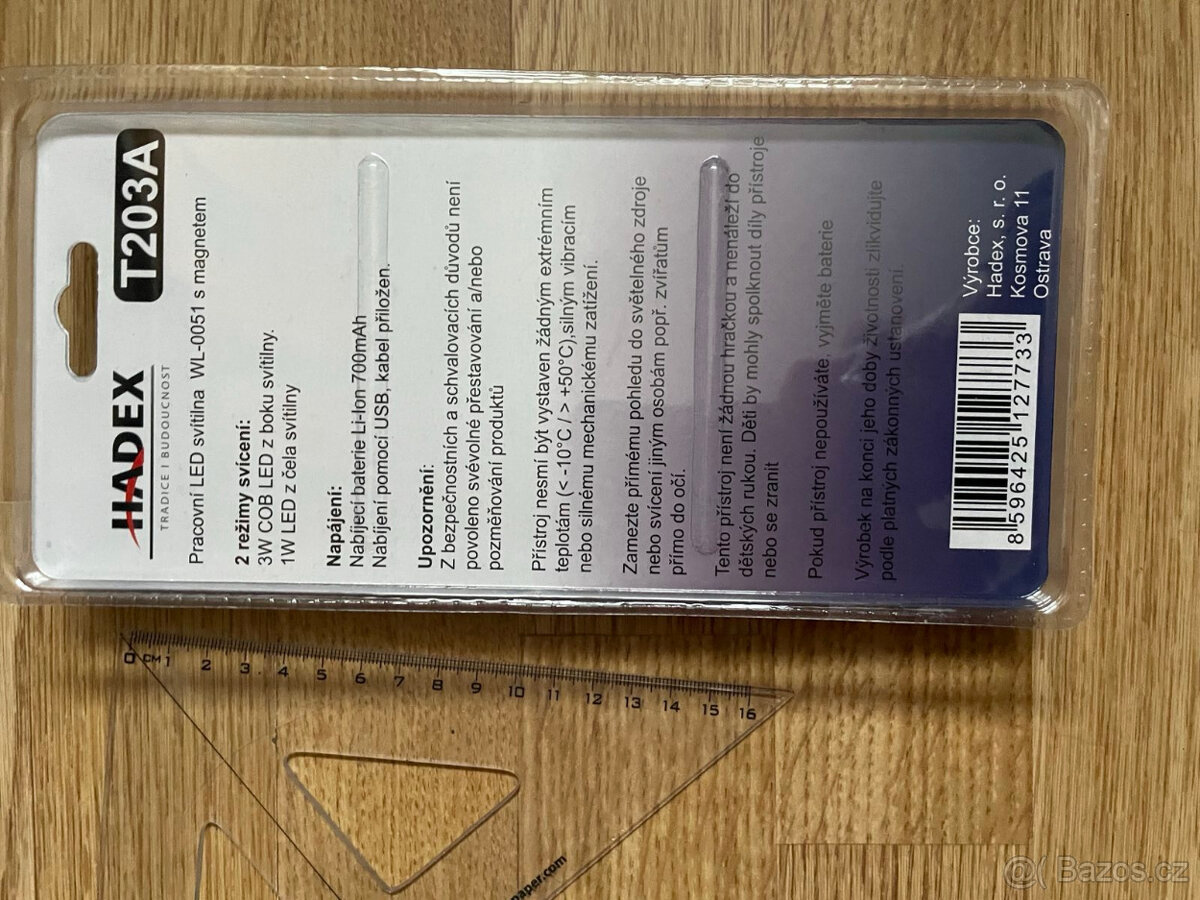 HADEX
TRADICE I BUDOUCNOST
T203A
Pracovní LED svítilna WL-0051 s magnetem
2 režimy svícení:
3W COB LED z boku svítilny.
1W LED z čela svítilny
Napájení:
Nabíjecí baterie Li-Ion 700mAh
Nabíjení pomocí USB, kabel přiložen.
Upozornění:
Z bezpečnostních a schvalovacích důvodů není
povoleno svévolné přestavování a/nebo
pozměňování produktů
Přístroj nesmí být vystaven žádným extrémním
teplotám (< -10°C / > +50°C),silným vibracím
nebo silnému mechanickému zatížení.
Zamezte přímému pohledu do světelného zdroje
nebo svícení jiným osobám popř. zvířatům
přímo do očí.
Tento přístroj není žádnou hračkou a nenáleží do
dětských rukou. Děti by mohly spolknout díly přístroje
nebo se zranit
Pokud přístroj nepoužíváte, vyjměte baterie
Výrobek na konci jeho doby životnosti zlikvidujte
podle platných zákonných ustanovení.
8 596425 127733
Výrobce:
Hadex, s. r. o.
Kosmova 11
Ostrava
0 CM 1 2 3 4 5 6 7 8 9 10 11 12 13 14 15 16
paper.com
@( Bazos.cz